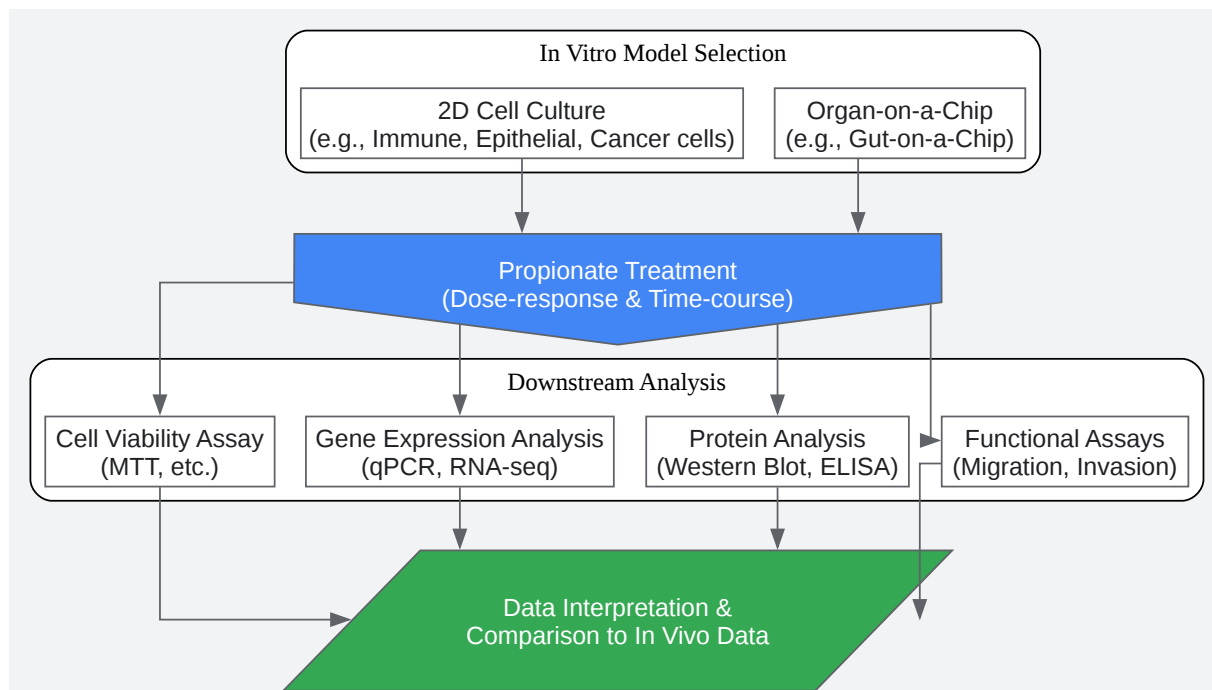 In Vitro Model Selection
2D Cell Culture
(e.g., Immune, Epithelial, Cancer cells)
Organ-on-a-Chip
(e.g., Gut-on-a-Chip)
Propionate Treatment
(Dose-response & Time-course)
Downstream Analysis
Cell Viability Assay
(MTT, etc.)
Gene Expression Analysis
(qPCR, RNA-seq)
Protein Analysis
(Western Blot, ELISA)
Functional Assays
(Migration, Invasion)
Data Interpretation &
Comparison to In Vivo Data